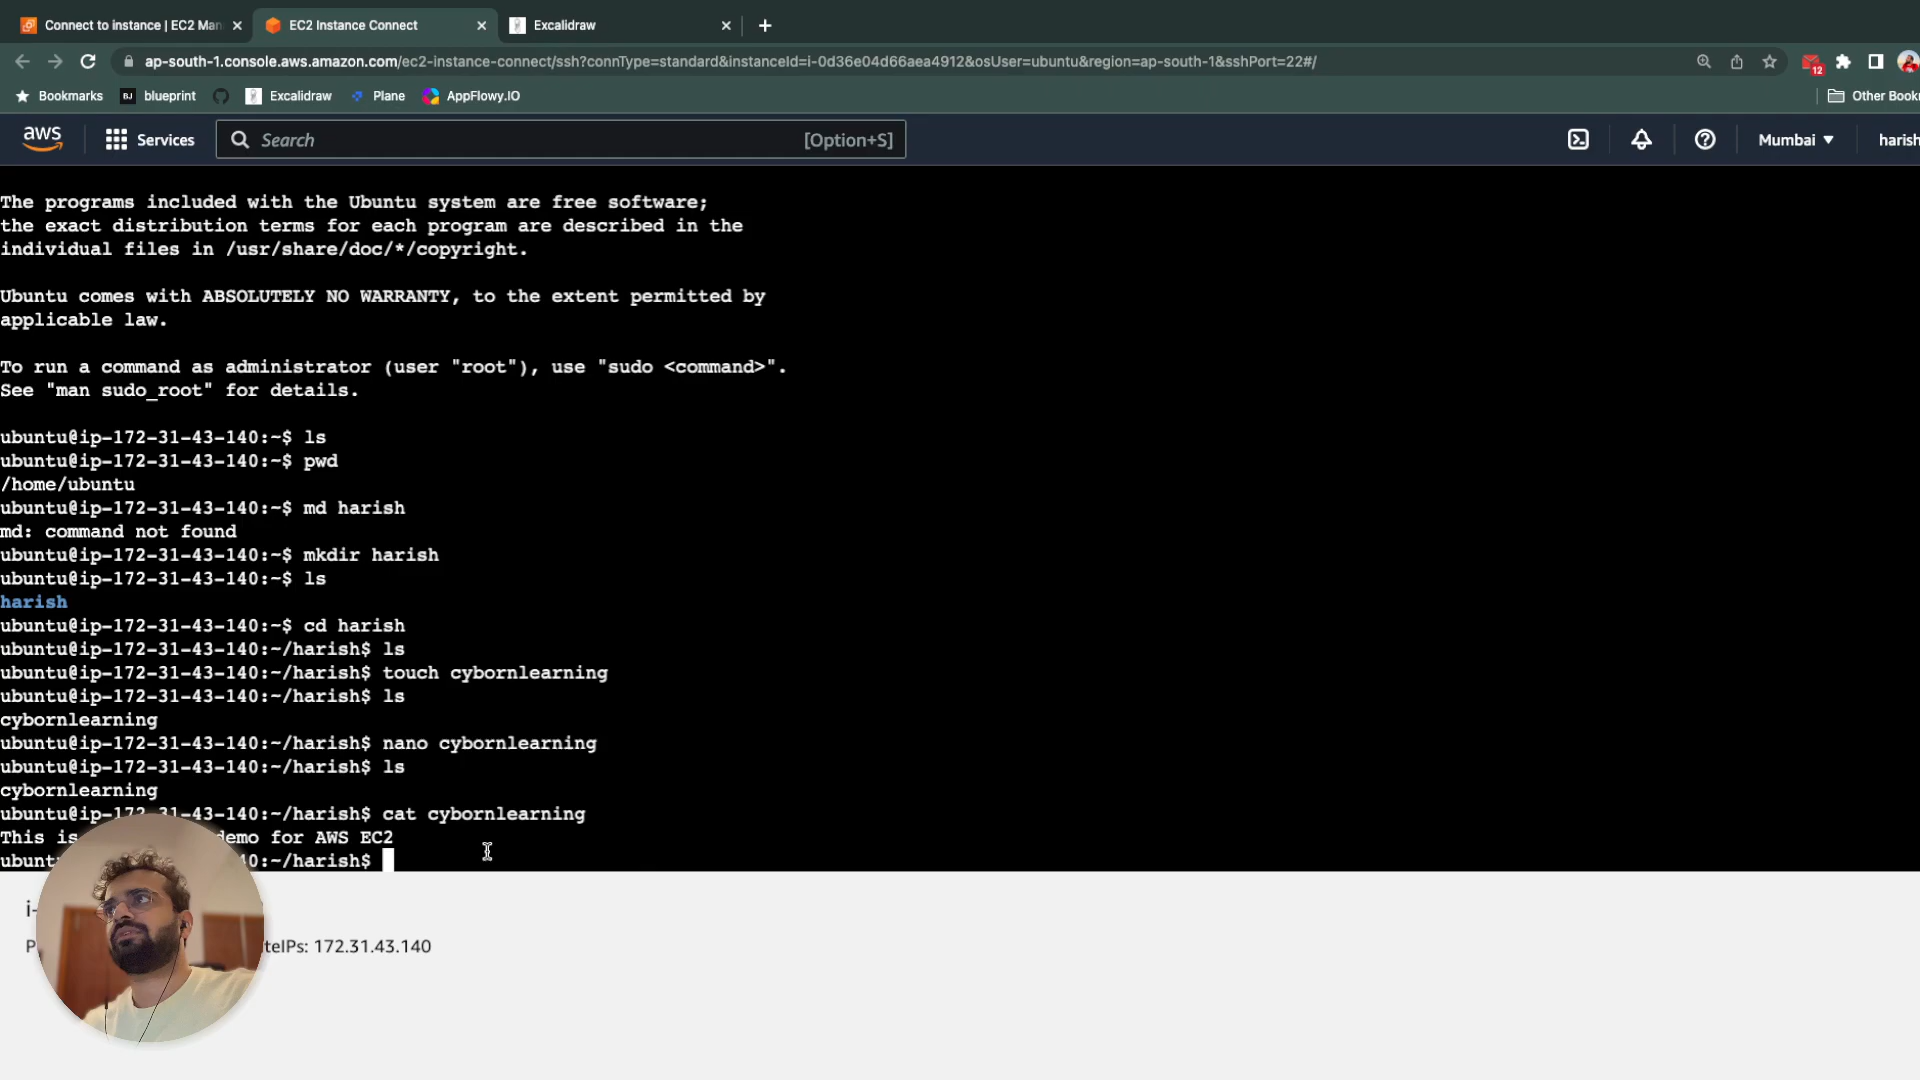 Connect to instance | EC2 Man
EC2 Instance Connect
Excalidraw
ap-south-1.console.aws.amazon.com/ec2-instance-connect/ssh?connType=standard&instanceId=i-0d36e04d66aea4912&osUser=ubuntu&region=ap-south-1&sshPort=22#/
12
Bookmarks
BJ blueprint
Excalidraw
Plane
AppFlowy.IO
Other Book
aws
Services
Search
[Option+S]
Mumbai
harish
The programs included with the Ubuntu system are free software;
the exact distribution terms for each program are described in the
individual files in /usr/share/doc/*/copyright.
Ubuntu comes with ABSOLUTELY NO WARRANTY, to the extent permitted by
applicable law.
To run a command as administrator (user "root"), use "sudo <command>".
See "man sudo_root" for details.
ubuntu@ip-172-31-43-140:~$ ls
ubuntu@ip-172-31-43-140:~$ pwd
/home/ubuntu
ubuntu@ip-172-31-43-140:~$ md harish
md: command not found
ubuntu@ip-172-31-43-140:~$ mkdir harish
ubuntu@ip-172-31-43-140:~$ ls
harish
ubuntu@ip-172-31-43-140:~$ cd harish
ubuntu@ip-172-31-43-140:~/harish$ ls
ubuntu@ip-172-31-43-140:~/harish$ touch cybornlearning
ubuntu@ip-172-31-43-140:~/harish$ ls
cybornlearning
ubuntu@ip-172-31-43-140:~/harish$ nano cybornlearning
ubuntu@ip-172-31-43-140:~/harish$ ls
cybornlearning
ubuntu@ip-172-31-43-140:~/harish$ cat cybornlearning
This is demo for AWS EC2
ubuntu 40:~/harish$
i-
P teIPs: 172.31.43.140